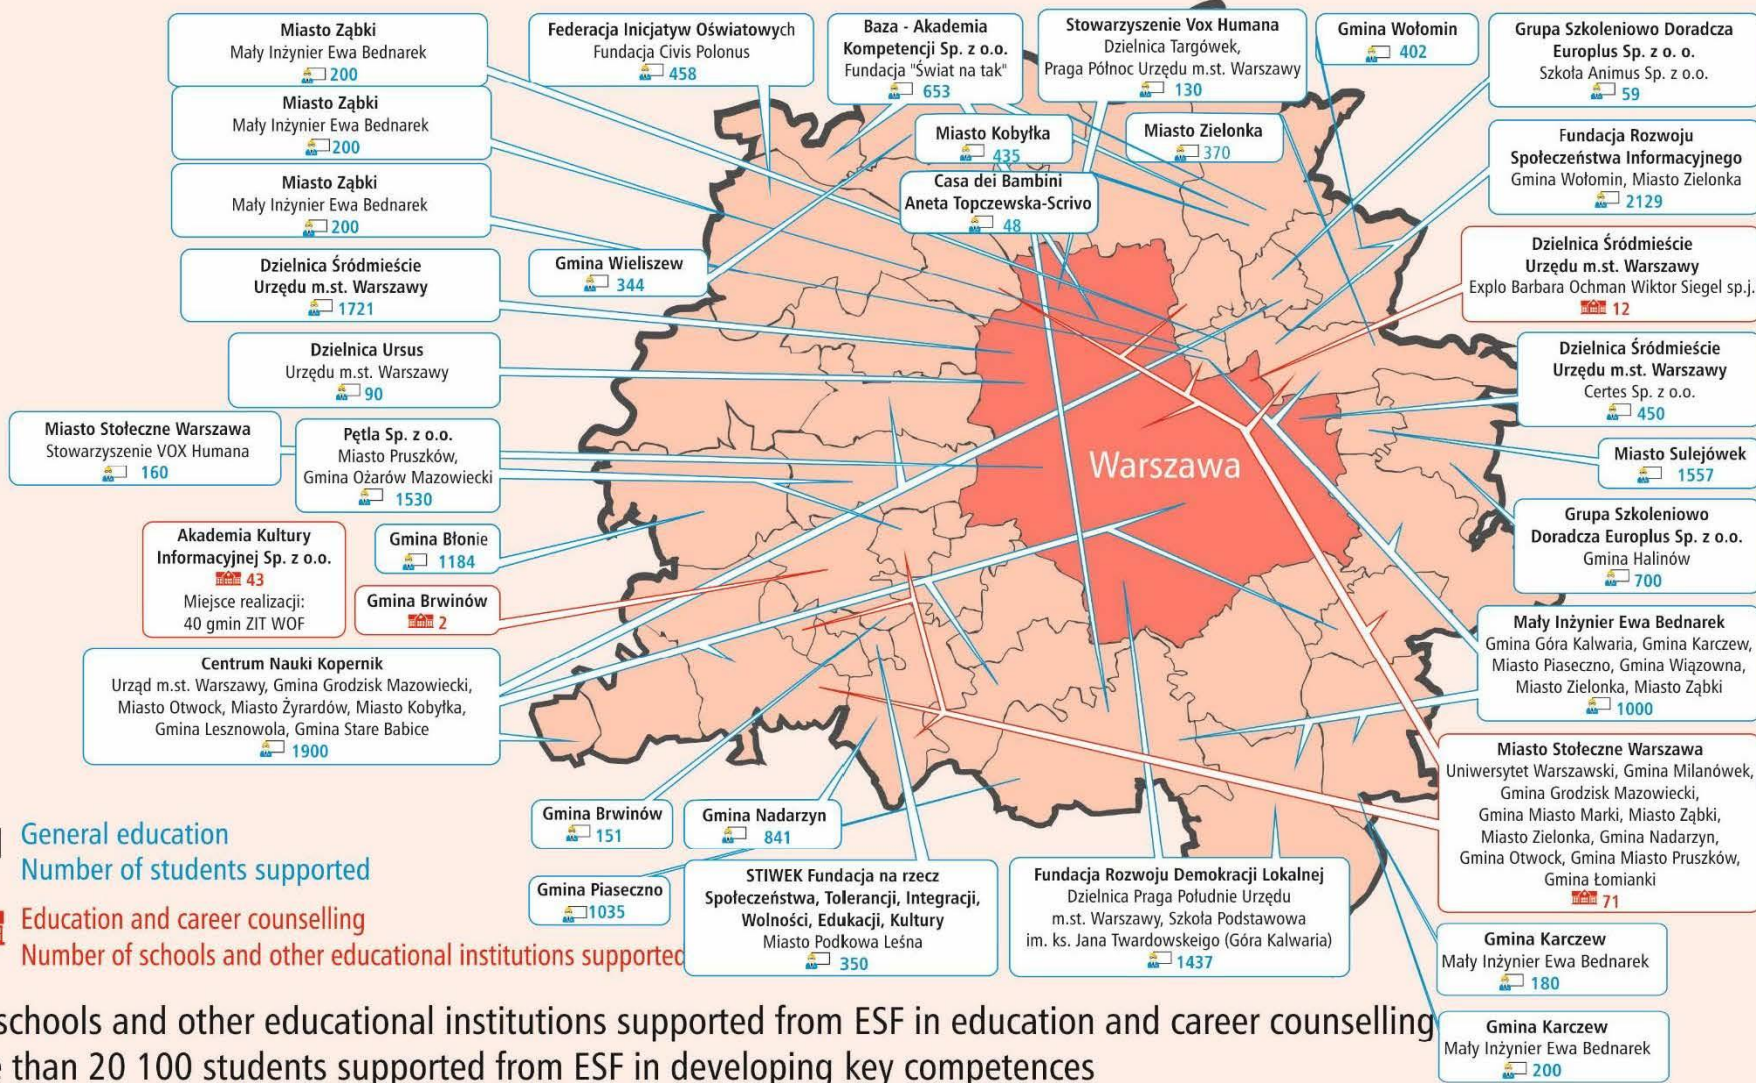 Miasto Ząbki
Mały Inżynier Ewa Bednarek
200
Federacja Inicjatyw Oświatowych
Fundacja Civis Polonus
458
Baza - Akademia
Kompetencji Sp. z o.o.
Fundacja "Świat na tak"
653
Stowarzyszenie Vox Humana
Dzielnica Targówek,
Praga Północ Urzędu m.st. Warszawy
130
Gmina Wołomin
402
Grupa Szkoleniowo Doradcza
Europlus Sp. z o. o.
Szkoła Animus Sp. z o.o.
59
Miasto Ząbki
Mały Inżynier Ewa Bednarek
200
Miasto Kobyłka
435
Miasto Zielonka
370
Fundacja Rozwoju
Społeczeństwa Informacyjnego
Gmina Wołomin, Miasto Zielonka
2129
Miasto Ząbki
Mały Inżynier Ewa Bednarek
200
Casa dei Bambini
Aneta Topczewska-Scrivo
48
Dzielnica Śródmieście
Urzędu m.st. Warszawy
1721
Gmina Wieliszew
344
Dzielnica Śródmieście
Urzędu m.st. Warszawy
Explo Barbara Ochman Wiktor Siegel sp.j.
12
Dzielnica Ursus
Urzędu m.st. Warszawy
90
Dzielnica Śródmieście
Urzędu m.st. Warszawy
Certes Sp. z o.o.
450
Miasto Stołeczne Warszawa
Stowarzyszenie VOX Humana
160
Pętla Sp. z o.o.
Miasto Pruszków,
Gmina Ożarów Mazowiecki
1530
Warszawa
Miasto Sulejówek
1557
Akademia Kultury
Informacyjnej Sp. z o.o.
43
Miejsce realizacji:
40 gmin ZIT WOF
Gmina Błonie
1184
Grupa Szkoleniowo
Doradcza Europlus Sp. z o.o.
Gmina Halinów
700
Gmina Brwinów
2
Mały Inżynier Ewa Bednarek
Gmina Góra Kalwaria, Gmina Karczew,
Miasto Piaseczno, Gmina Wiązowna,
Miasto Zielonka, Miasto Ząbki
1000
Centrum Nauki Kopernik
Urząd m.st. Warszawy, Gmina Grodzisk Mazowiecki,
Miasto Otwock, Miasto Żyrardów, Miasto Kobyłka,
Gmina Lesznowola, Gmina Stare Babice
1900
Miasto Stołeczne Warszawa
Uniwersytet Warszawski, Gmina Milanówek,
Gmina Grodzisk Mazowiecki,
Gmina Miasto Marki, Miasto Ząbki,
Miasto Zielonka, Gmina Nadarzyn,
Gmina Otwock, Gmina Miasto Pruszków,
Gmina Łomianki
71
Gmina Brwinów
151
Gmina Nadarzyn
841
General education
Number of students supported
Gmina Piaseczno
1035
STIWEK Fundacja na rzecz
Społeczeństwa, Tolerancji, Integracji,
Wolności, Edukacji, Kultury
Miasto Podkowa Leśna
350
Fundacja Rozwoju Demokracji Lokalnej
Dzielnica Praga Południe Urzędu
m.st. Warszawy, Szkoła Podstawowa
im. ks. Jana Twardowskeigo (Góra Kalwaria)
1437
Education and career counselling
Number of schools and other educational institutions supported
Gmina Karczew
Mały Inżynier Ewa Bednarek
180
Gmina Karczew
Mały Inżynier Ewa Bednarek
200
schools and other educational institutions supported from ESF in education and career counselling
than 20 100 students supported from ESF in developing key competences